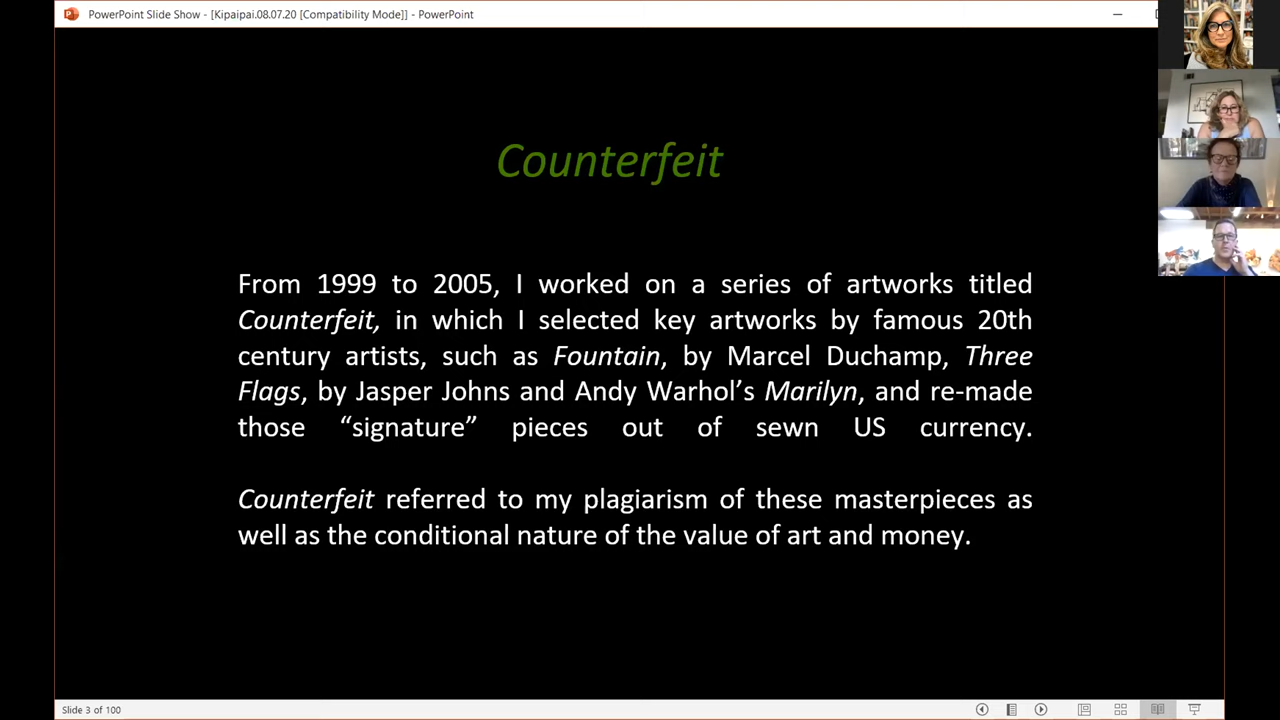 PowerPoint Slide Show - [Kipaipai.08.07.20 [Compatibility Mode]] - PowerPoint
Counterfeit
From 1999 to 2005, I worked on a series of artworks titled
Counterfeit, in which I selected key artworks by famous 20th
century artists, such as Fountain, by Marcel Duchamp, Three
Flags, by Jasper Johns and Andy Warhol’s Marilyn, and re-made
those “signature” pieces out of sewn US currency.
Counterfeit referred to my plagiarism of these masterpieces as
well as the conditional nature of the value of art and money.
Slide 3 of 100